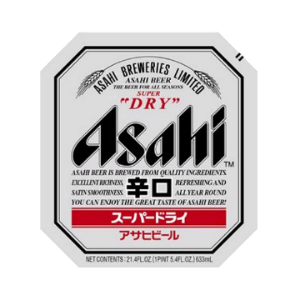 ASAHI BREWERIES LIMITED
ASAHI BEER
THE BEER FOR ALL SEASONS
SUPER
"DRY"
Asahi TM
ASAHI BEER IS BREWED FROM QUALITY INGREDIENTS.
EXCELLENT RICHNESS, 辛口 REFRESHING AND
SATIN SMOOTHNESS. ALL YEAR ROUND
YOU CAN ENJOY THE GREAT TASTE OF ASAHI BEER!
スーパードライ
アサヒビール
NET CONTENTS: 21.4FL.OZ.(1PINT 5.4FL.OZ.) 633mL